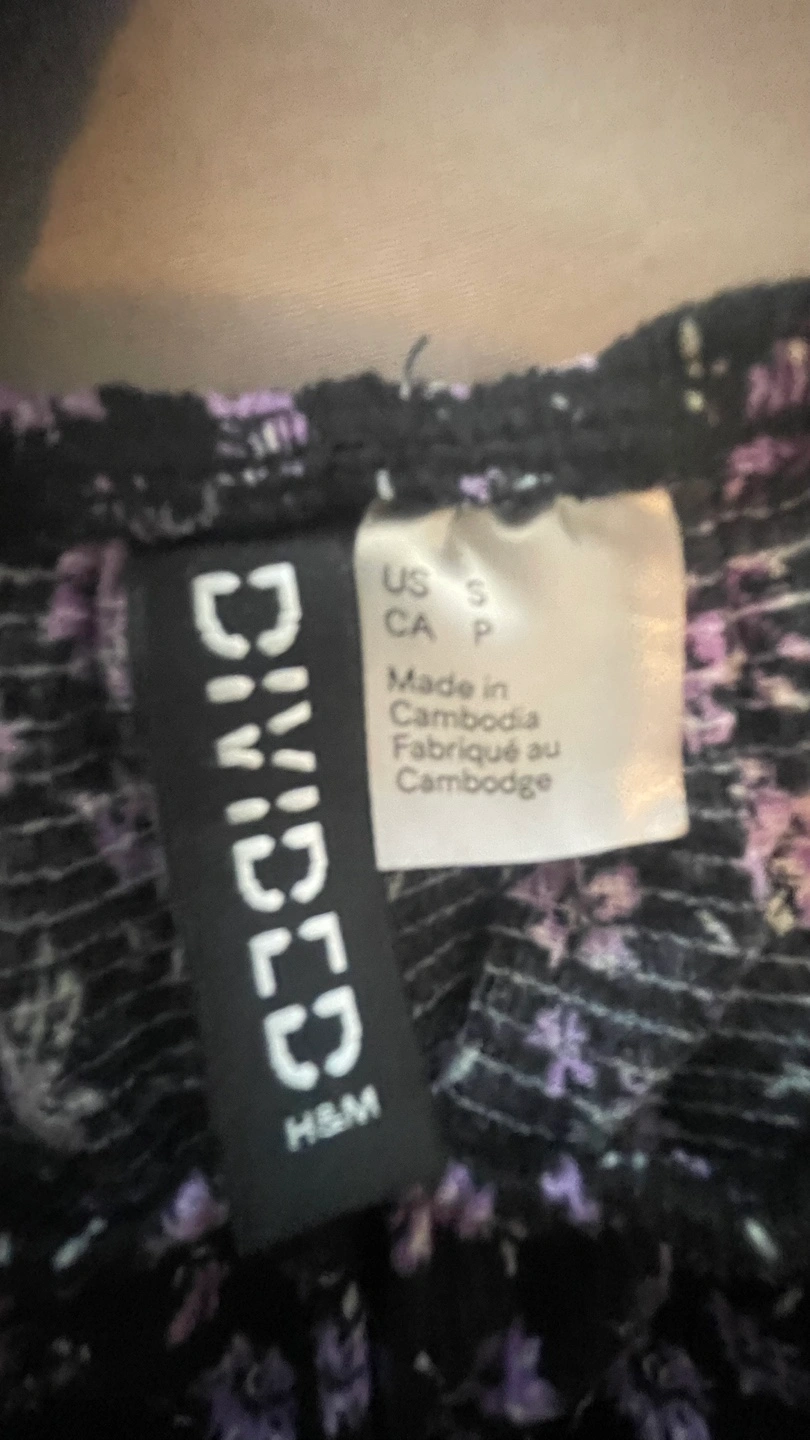 DIVIDED
H&M
US S
CA P
Made in
Cambodia
Fabriqué au
Cambodge